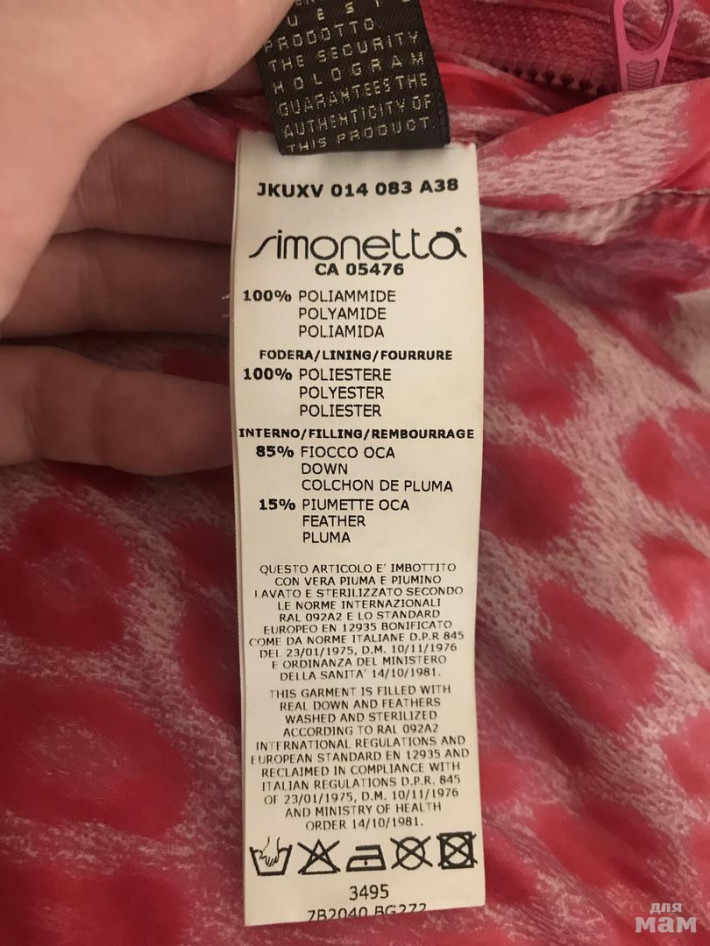 U E S T
PRODOTTO.
THE SECURITY
HOLOGRAM
GUARANTEES THE
AUTHENTICITY OF
THIS PRODUCT.
JKUXV 014 083 A38
simonetta®
CA 05476
100% POLIAMMIDE
POLYAMIDE
POLIAMIDA
FODERA/LINING/FOURRURE
100% POLIESTERE
POLYESTER
POLIESTER
INTERNO/FILLING/REMBOURRAGE
85% FIOCCO OCA
DOWN
COLCHON DE PLUMA
15% PIUMETTE OCA
FEATHER
PLUMA
QUESTO ARTICOLO E' IMBOTTITO
CON VERA PIUMA E PIUMINO
LAVATO E STERILIZZATO SECONDO
LE NORME INTERNAZIONALI
RAL 092A2 E LO STANDARD
EUROPEO EN 12935 BONIFICATO
COME DA NORME ITALIANE D.P.R 845
DEL 23/01/1975, D.M. 10/11/1976
E ORDINANZA DEL MINISTERO
DELLA SANITA' 14/10/1981.
THIS GARMENT IS FILLED WITH
REAL DOWN AND FEATHERS
WASHED AND STERILIZED
ACCORDING TO RAL 092A2
INTERNATIONAL REGULATIONS AND
EUROPEAN STANDARD EN 12935 AND
RECLAIMED IN COMPLIANCE WITH
ITALIAN REGULATIONS D.P.R. 845
OF 23/01/1975, D.M. 10/11/1976
AND MINISTRY OF HEALTH
ORDER 14/10/1981.
3495
7B2040 BG272
для
мам